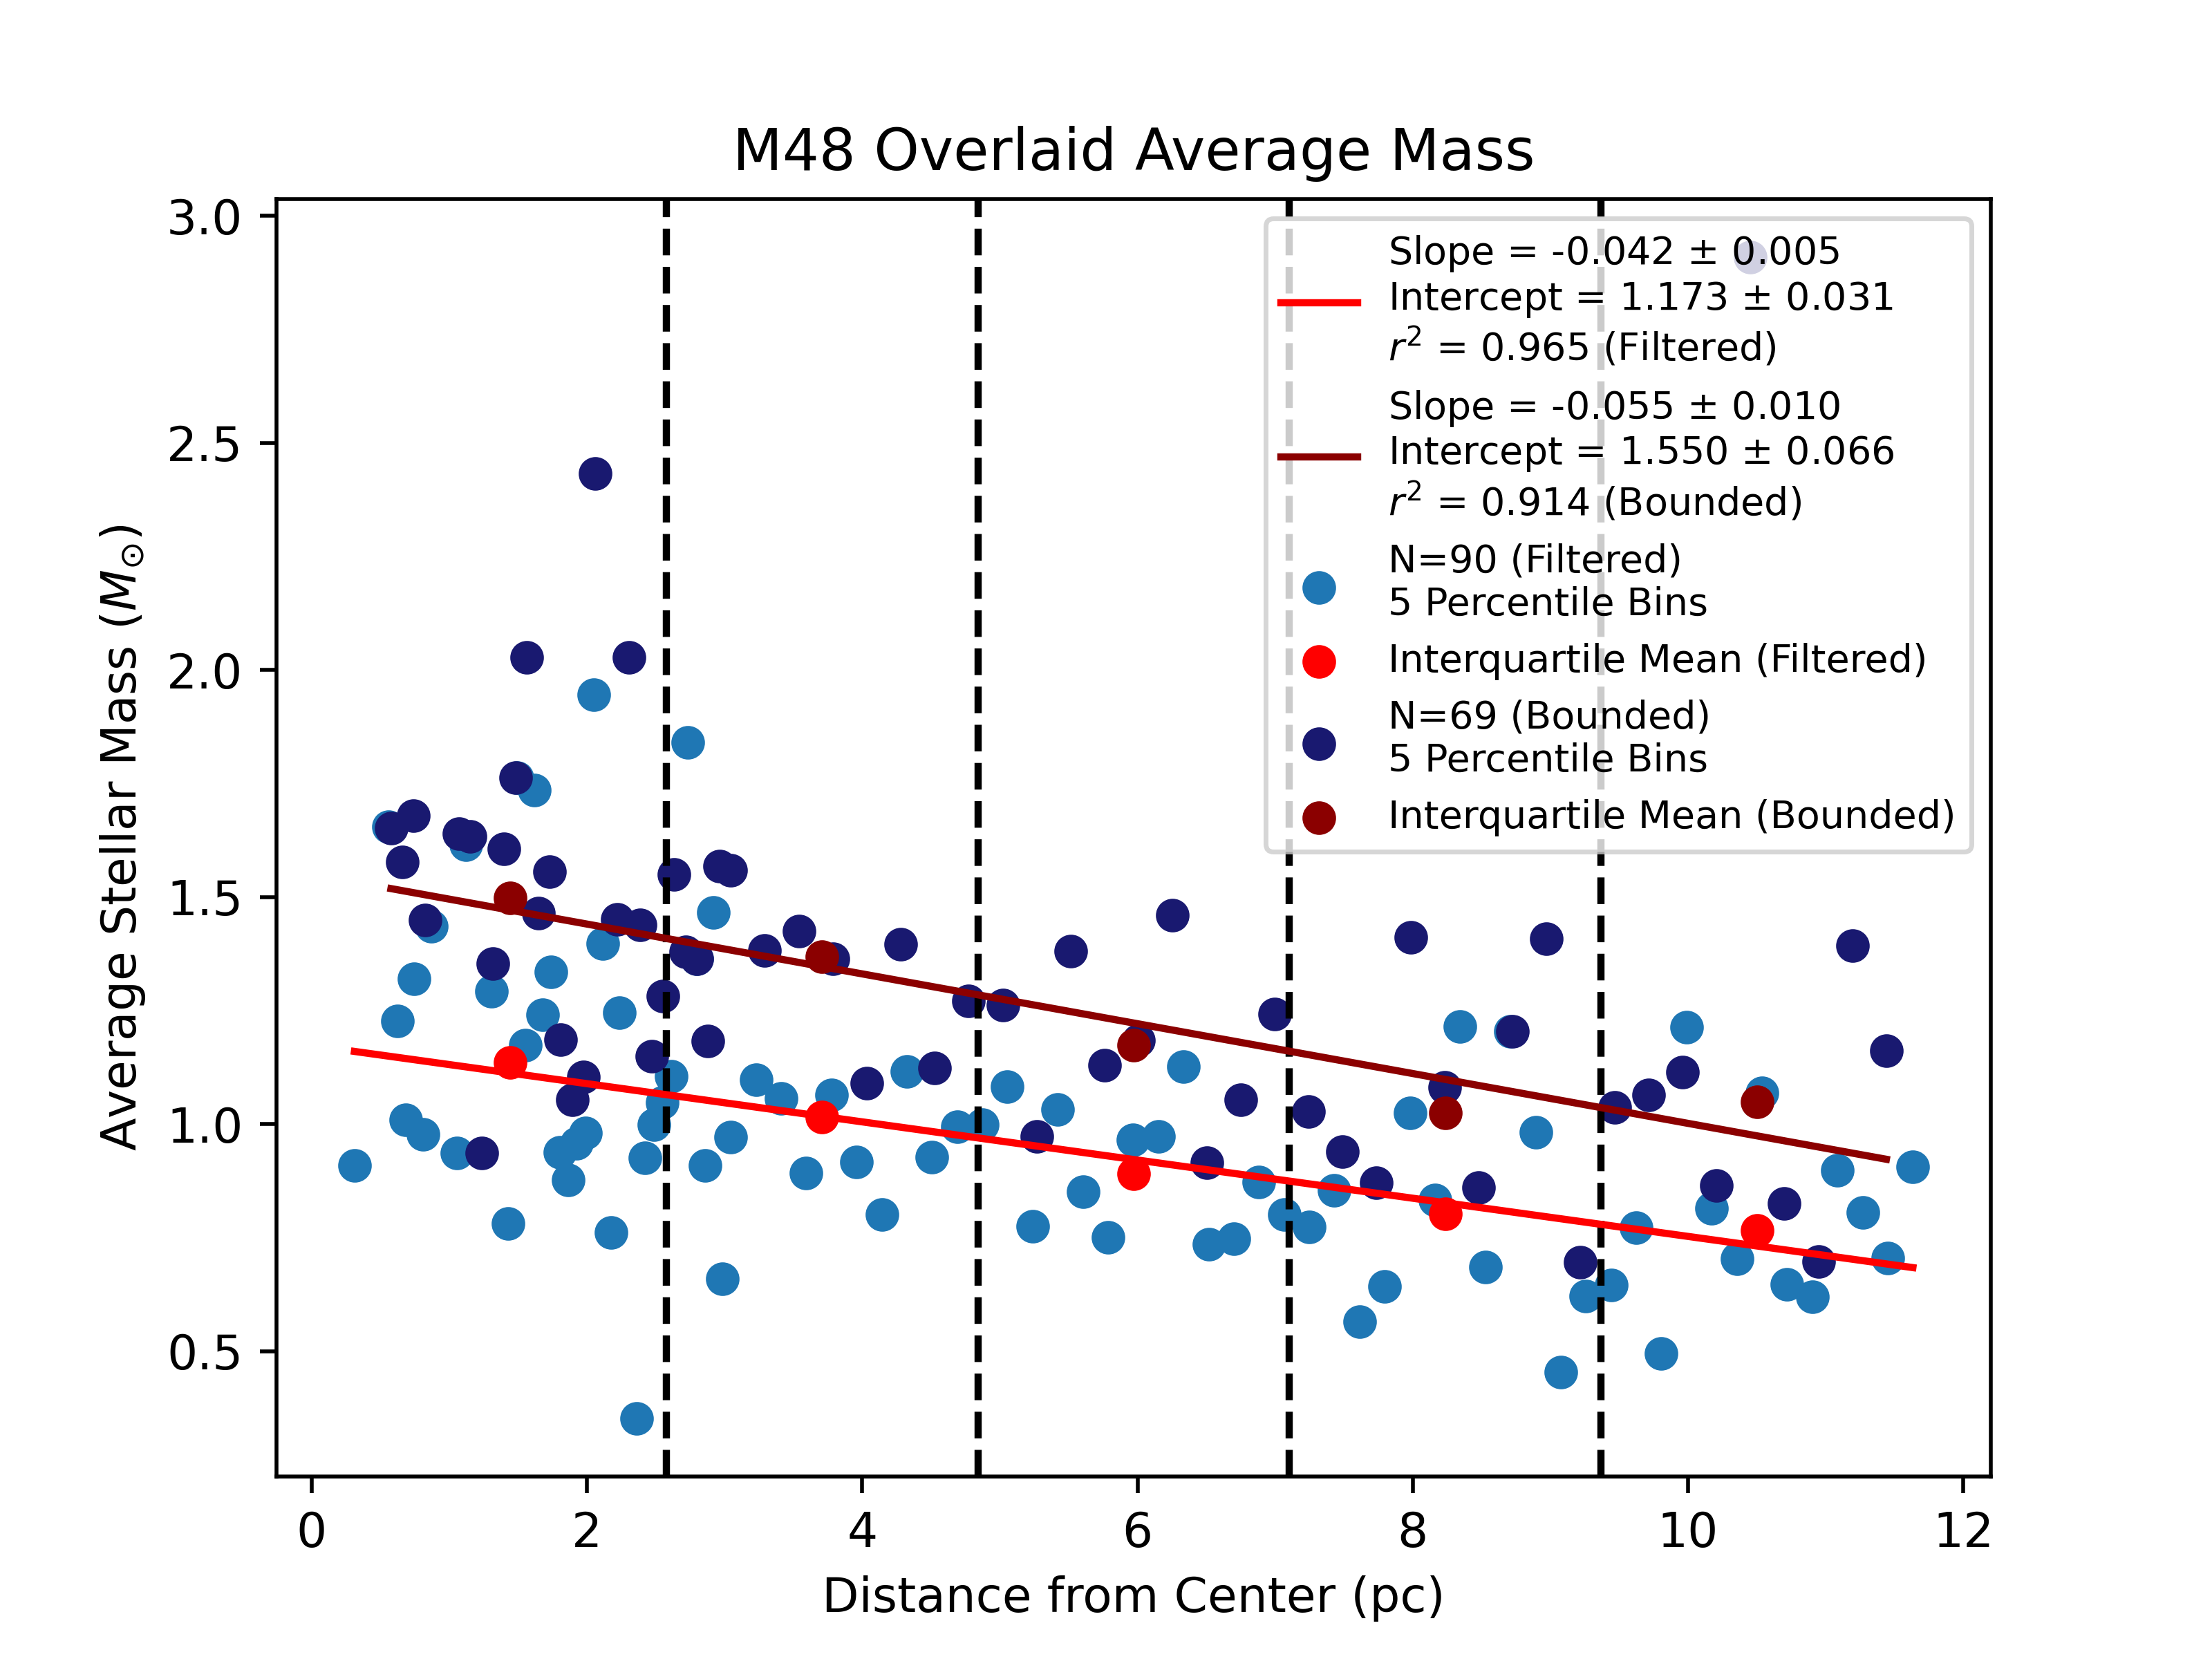 M48 Overlaid Average Mass
3.0
2.5
2.0
1.5
1.0
0.5
Average Stellar Mass (M☉)
Slope = -0.042 ± 0.005
Intercept = 1.173 ± 0.031
r² = 0.965 (Filtered)
Slope = -0.055 ± 0.010
Intercept = 1.550 ± 0.066
r² = 0.914 (Bounded)
N=90 (Filtered)
5 Percentile Bins
Interquartile Mean (Filtered)
N=69 (Bounded)
5 Percentile Bins
Interquartile Mean (Bounded)
0 2 4 6 8 10 12
Distance from Center (pc)